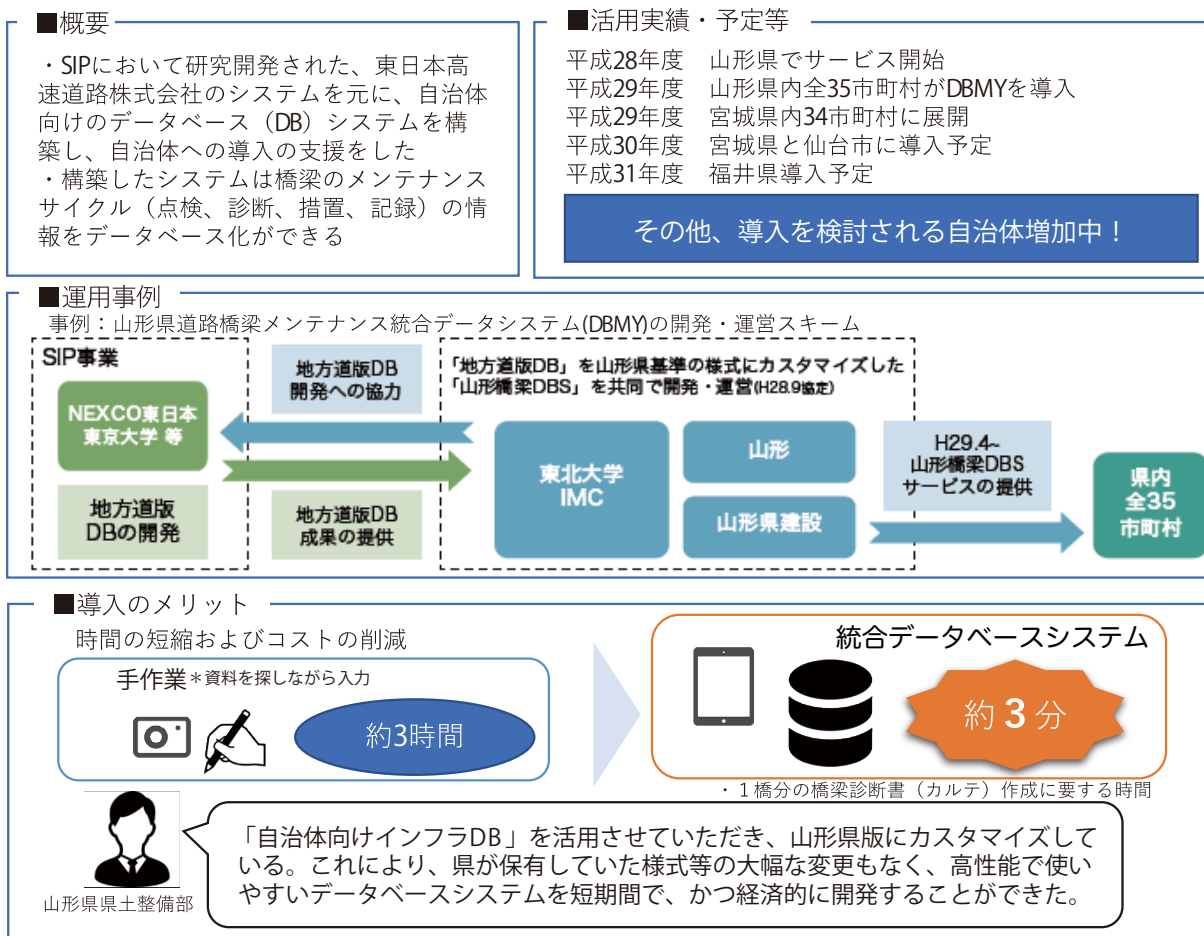 ■概要
・SIPにおいて研究開発された、東日本高
速道路株式会社のシステムを元に、自治体
向けのデータベース（DB）システムを構
築し、自治体への導入の支援をした
・構築したシステムは橋梁のメンテナンス
サイクル（点検、診断、措置、記録）の情
報をデータベース化ができる
■活用実績・予定等
平成28年度 山形県でサービス開始
平成29年度 山形県内全35市町村がDBMYを導入
平成29年度 宮城県内34市町村に展開
平成30年度 宮城県と仙台市に導入予定
平成31年度 福井県導入予定
その他、導入を検討される自治体増加中！
■運用事例
事例：山形県道路橋梁メンテナンス統合データシステム(DBMY)の開発・運営スキーム
SIP事業
NEXCO東日本
東京大学 等
地方道版
DBの開発
地方道版DB
開発への協力
地方道版DB
成果の提供
「地方道版DB」を山形県基準の様式にカスタマイズした
「山形橋梁DBS」を共同で開発・運営(H28.9協定)
東北大学
IMC
山形
山形県建設
H29.4~
山形橋梁DBS
サービスの提供
県内
全35
市町村
■導入のメリット
時間の短縮およびコストの削減
手作業＊資料を探しながら入力
約3時間
統合データベースシステム
約3分
・1橋分の橋梁診断書（カルテ）作成に要する時間
山形県県土整備部
「自治体向けインフラDB」を活用させていただき、山形県版にカスタマイズして
いる。これにより、県が保有していた様式等の大幅な変更もなく、高性能で使い
やすいデータベースシステムを短期間で、かつ経済的に開発することができた。